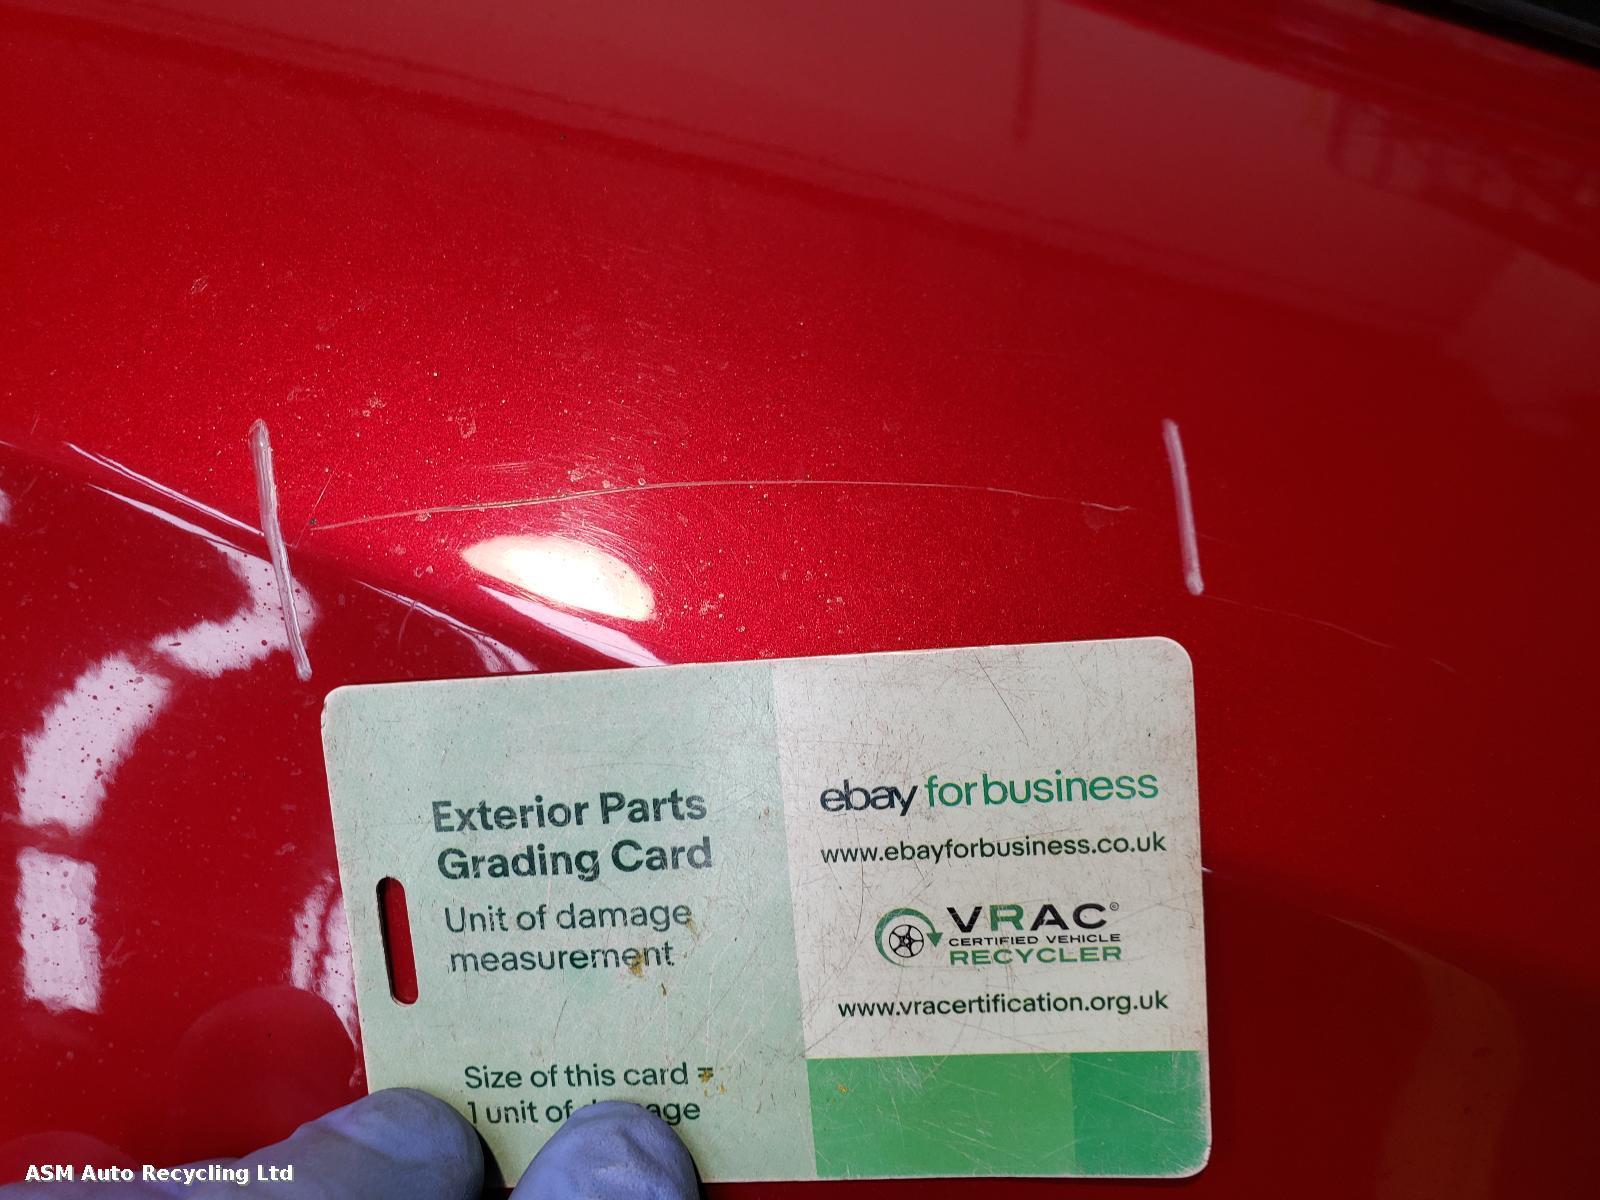 Exterior Parts
Grading Card
Unit of damage
measurement
Size of this card =
1 unit of
ebay for business
www.ebayforbusiness.co.uk
VRAC©
CERTIFIED VEHICLE
RECYCLER
www.vracertification.org.uk
ASM Auto Recycling Ltd